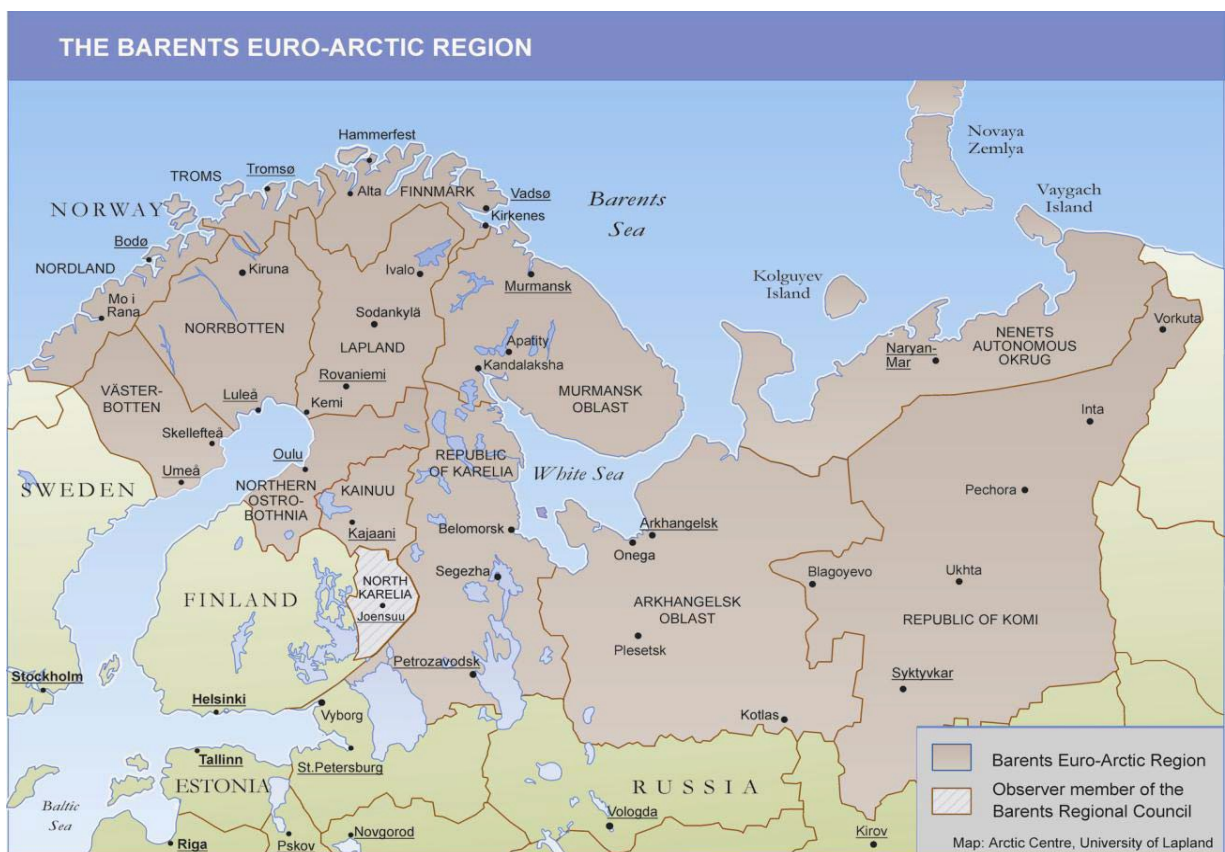 THE BARENTS EURO-ARCTIC REGION
Hammerfest
Novaya
Zemlya
TROMS
Tromsø
Alta
FINNMARK
Vadsø
Kirkenes
Barents
Sea
Vaygach
Island
NORWAY
Bodø
NORDLAND
Kiruna
Ivalo
Murmansk
Kolguyev
Island
Mo i
Rana
NORRBOTTEN
Sodankylä
LAPLAND
Apatity
Kandalaksha
Rovaniemi
MURMANSK
OBLAST
Naryan-
Mar
NENETS
AUTONOMOUS
OKRUG
Vorkuta
VÄSTER-
BOTTEN
Luleå
Kemi
Inta
Skellefteå
Umeå
Oulu
REPUBLIC
OF KARELIA
White Sea
SWEDEN
NORTHERN
OSTRO-
BOTHNIA
KAINUU
Kajaani
Pechora
Belomorsk
Arkhangelsk
Onega
Segezha
Blagoyevo
Ukhta
FINLAND
NORTH
KARELIA
Joensuu
ARKHANGELSK
OBLAST
REPUBLIC OF KOMI
Plesetsk
Stockholm
Petrozavodsk
Syktyvkar
Helsinki
Vyborg
Kotlas
Tallinn
St.Petersburg
ESTONIA
RUSSIA
Baltic
Sea
Riga
Pskov
Novgorod
Vologda
Kirov
Barents Euro-Arctic Region
Observer member of the
Barents Regional Council
Map: Arctic Centre, University of Lapland